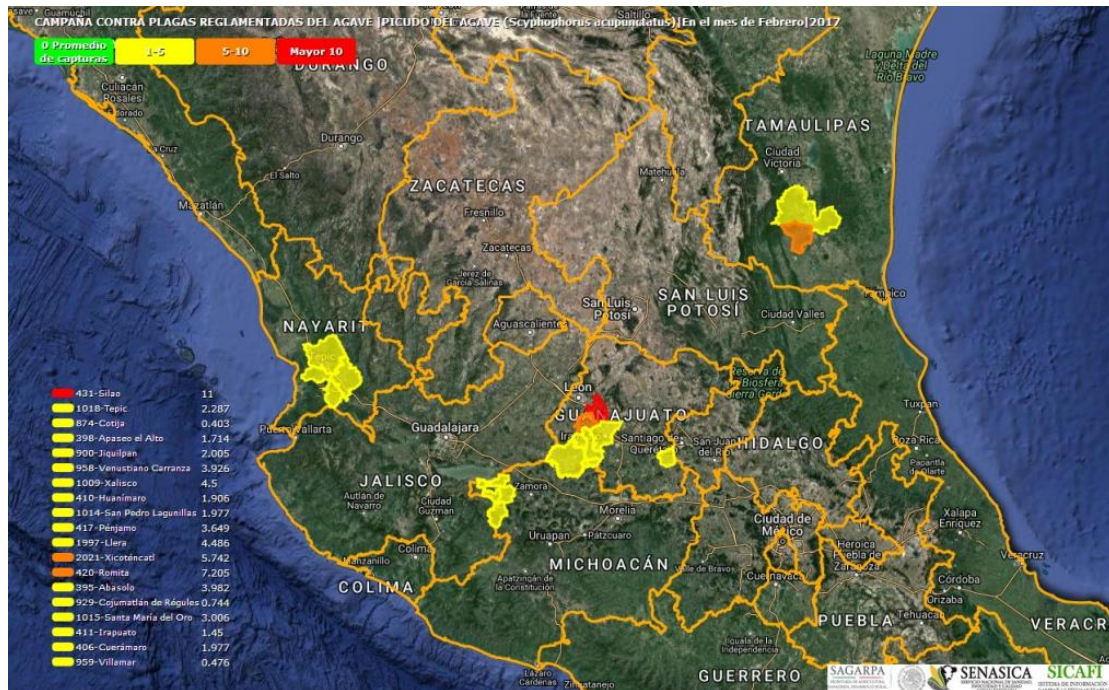 CAMPAÑA CONTRA PLAGAS REGLAMENTADAS DEL AGAVE |PICUDO DEL AGAVE (Scyphophorus acupunctatus)|En el mes de Febrero|2017
0 Promedio
de capturas
1-5
5-10
Mayor 10
Saltillo
DURANGO
Culiacán
Rosales
Laguna Madre
y Delta del
Río Bravo
TAMAULIPAS
Durango
Ciudad
Victoria
El Salto
Matehuala
ZACATECAS
Mazatlán
Fresnillo
Zacatecas
Jerez de
García Salinas
San Luis
Potosí
SAN LUIS
POTOSÍ
Tampico
Ciudad Valles
NAYARIT
Aguascalientes
Tepic
Reserva de
la Biosfera
Sierra Gorda
León
GUANAJUATO
Tuxpan
Puerto Vallarta
Guadalajara
Santiago de
Querétaro
San Juan
del Río
HIDALGO
Poza Rica
Papantla
de Olarte
JALISCO
Autlán de
Navarro
Ciudad
Guzmán
Zamora
Morelia
Ciudad de
México
Xalapa
Enríquez
Uruapan
Pátzcuaro
Heroica
Puebla de
Zaragoza
Veracruz
Manzanillo
Colima
MICHOACÁN
Valle de Bravo
Cuernavaca
COLIMA
Apatzingán de
la Constitución
Córdoba
Orizaba
Tehuacán
PUEBLA
VERACR
Iguala de la
Independencia
GUERRERO
Lázaro
Cárdenas
Zihuatanejo
431-Silao 11
1018-Tepic 2.287
874-Cotija 0.403
398-Apaseo el Alto 1.714
900-Jiquilpan 2.005
958-Venustiano Carranza 3.926
1009-Xalisco 4.5
410-Huanímaro 1.906
1014-San Pedro Lagunillas 1.977
417-Pénjamo 3.649
1997-Llera 4.486
2021-Xicoténcatl 5.742
420-Romita 7.205
395-Abasolo 3.982
929-Cojumatlán de Régules 0.744
1015-Santa María del Oro 3.006
411-Irapuato 1.45
406-Cuerámaro 1.977
959-Villamar 0.476
SAGARPA
SENASICA
SICAFI